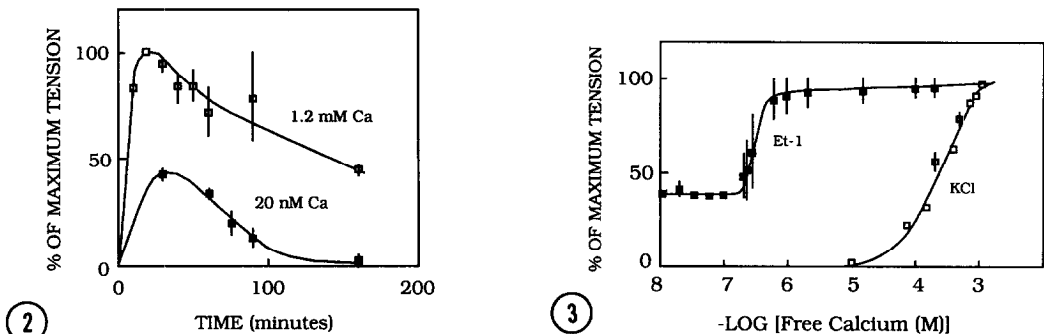 % OF MAXIMUM TENSION
100
50
0
1.2 mM Ca
20 nM Ca
0 100 200
TIME (minutes)
2
% OF MAXIMUM TENSION
100
50
0
Et-1
KCl
8 7 6 5 4 3
-LOG [Free Calcium (M)]
3